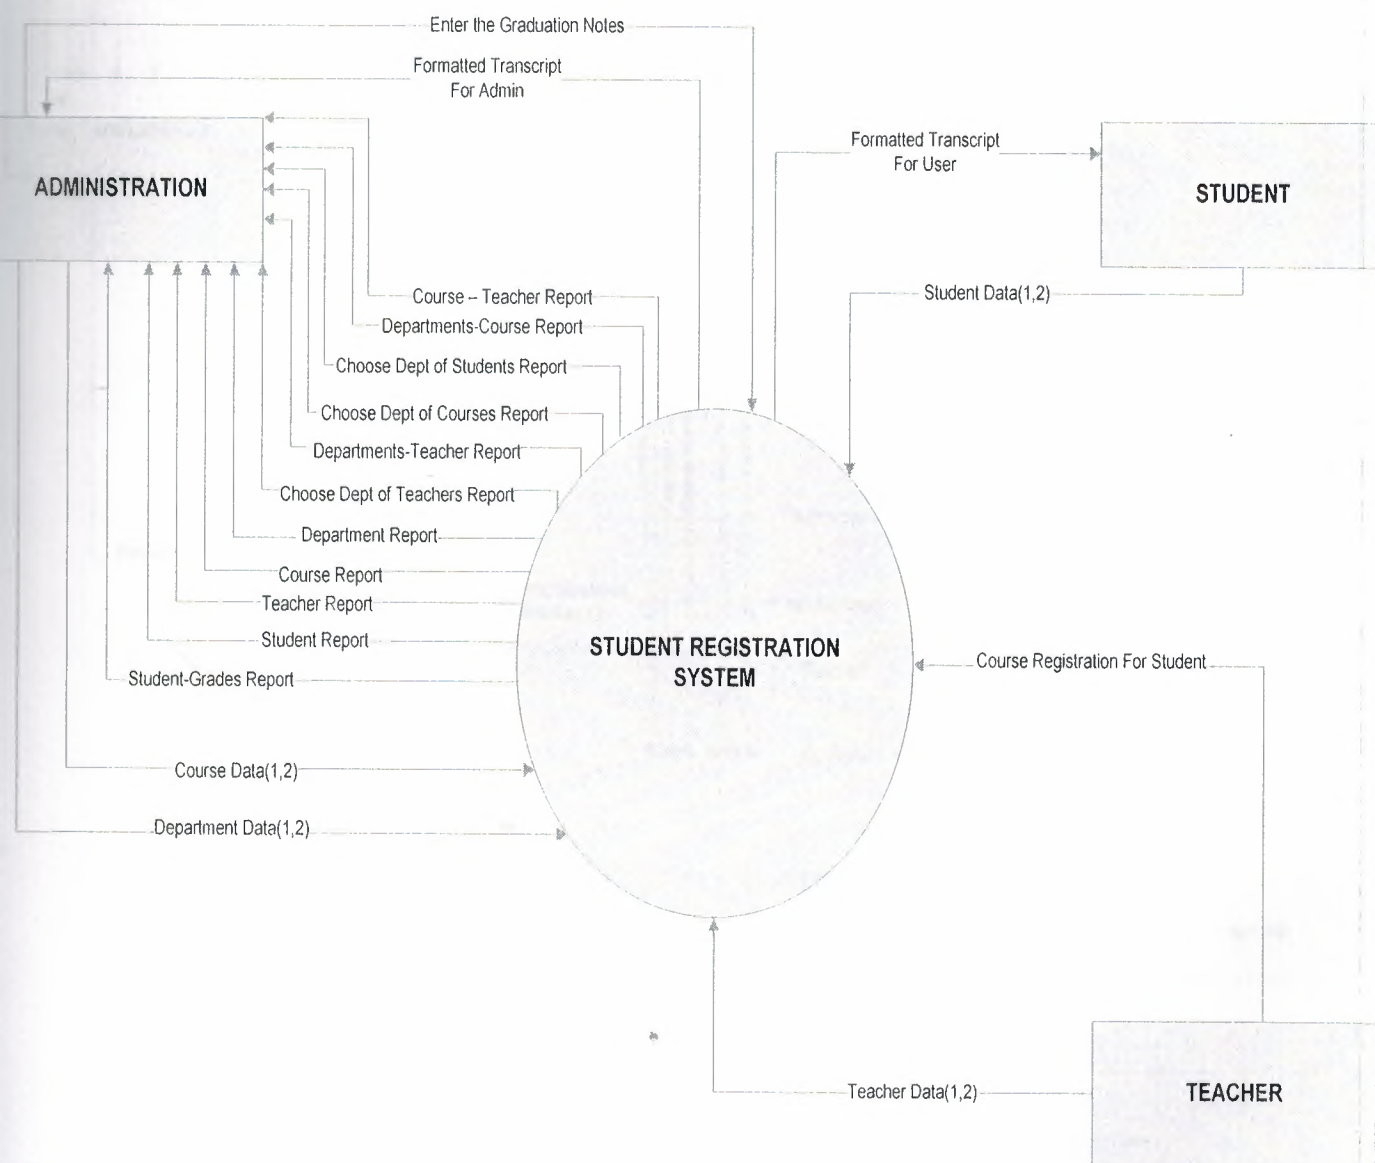 Enter the Graduation Notes
Formatted Transcript
For Admin
Formatted Transcript
For User
ADMINISTRATION
STUDENT
Course – Teacher Report
Student Data(1,2)
Departments-Course Report
Choose Dept of Students Report
Choose Dept of Courses Report
Departments-Teacher Report
Choose Dept of Teachers Report
Department Report
Course Report
Teacher Report
Student Report
STUDENT REGISTRATION
SYSTEM
Course Registration For Student
Student-Grades Report
Course Data(1,2)
Department Data(1,2)
Teacher Data(1,2)
TEACHER